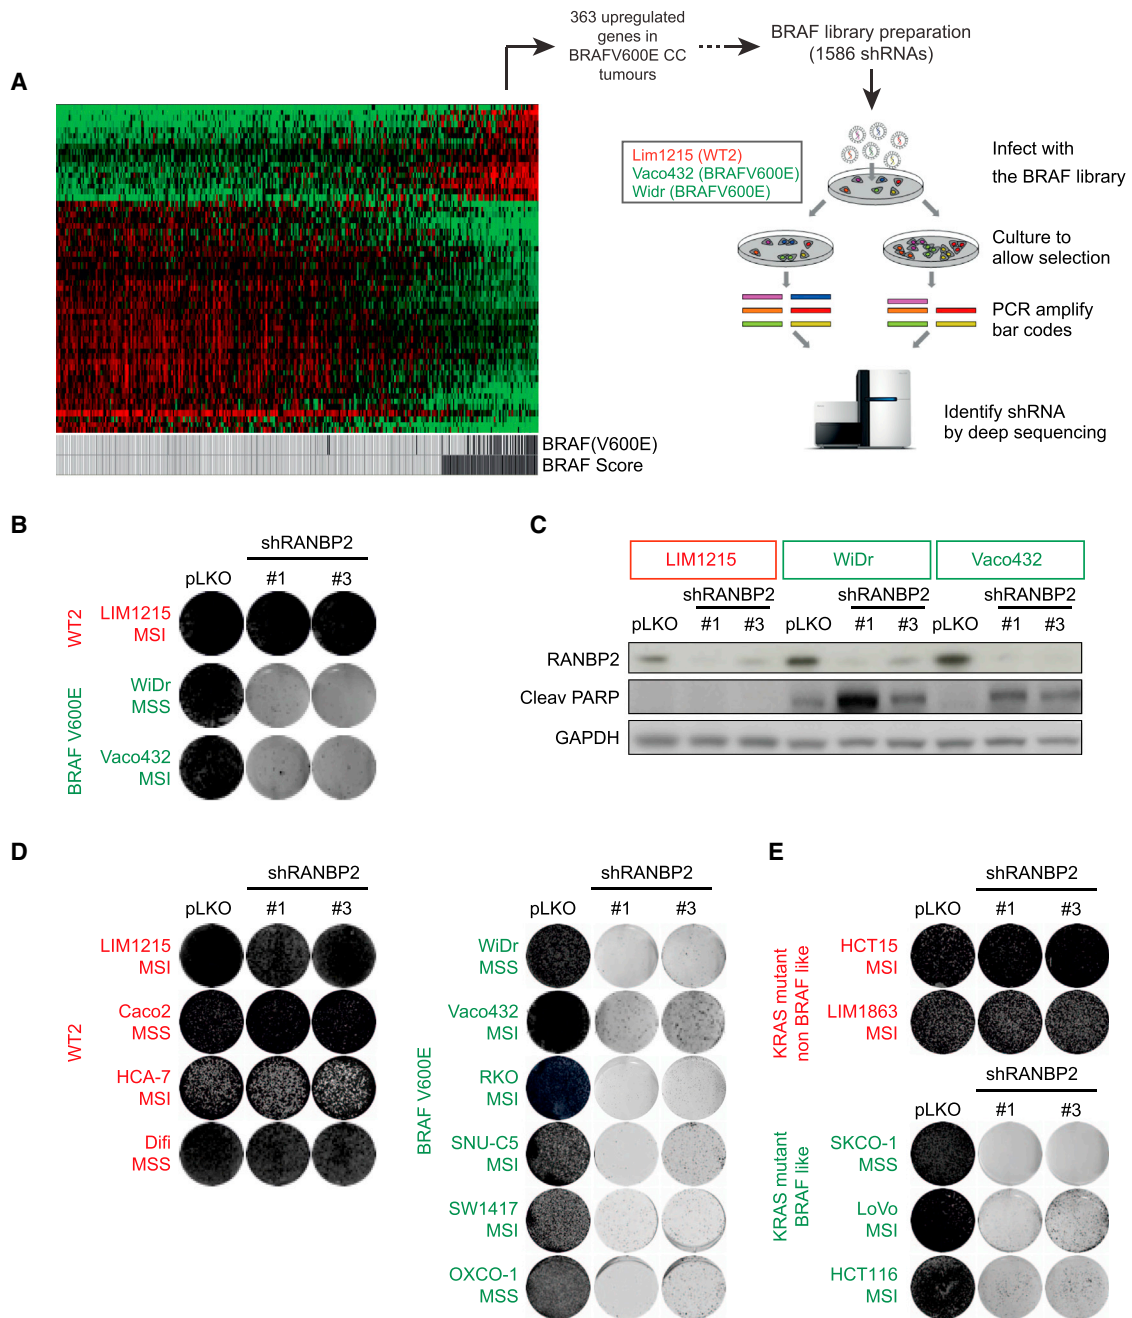 A
363 upregulated
genes in
BRAFV600E CC
tumours
BRAF library preparation
(1586 shRNAs)
Lim1215 (WT2)
Vaco432 (BRAFV600E)
Widr (BRAFV600E)
Infect with
the BRAF library
Culture to
allow selection
PCR amplify
bar codes
Identify shRNA
by deep sequencing
BRAF(V600E)
BRAF Score
B
shRANBP2
pLKO #1 #3
WT2
LIM1215
MSI
BRAF V600E
WiDr
MSS
Vaco432
MSI
C
LIM1215 WiDr Vaco432
shRANBP2 shRANBP2 shRANBP2
pLKO #1 #3 pLKO #1 #3 pLKO #1 #3
RANBP2
Cleav PARP
GAPDH
D
shRANBP2
pLKO #1 #3
WT2
LIM1215
MSI
Caco2
MSS
HCA-7
MSI
Difi
MSS
shRANBP2
pLKO #1 #3
BRAF V600E
WiDr
MSS
Vaco432
MSI
RKO
MSI
SNU-C5
MSI
SW1417
MSI
OXCO-1
MSS
E
shRANBP2
pLKO #1 #3
KRAS mutant
non BRAF like
HCT15
MSI
LIM1863
MSI
shRANBP2
pLKO #1 #3
KRAS mutant
BRAF like
SKCO-1
MSS
LoVo
MSI
HCT116
MSI